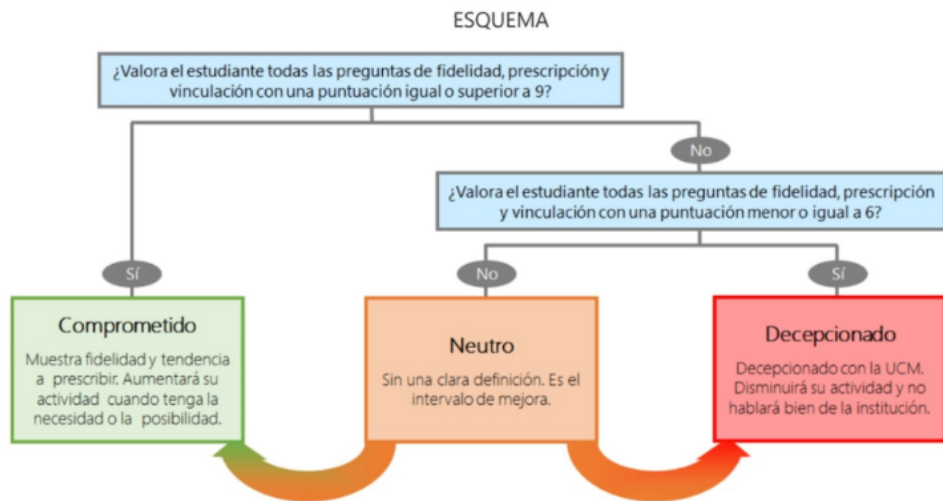 ESQUEMA
¿Valora el estudiante todas las preguntas de fidelidad, prescripción y
vinculación con una puntuación igual o superior a 9?
No
¿Valora el estudiante todas las preguntas de fidelidad, prescripción
y vinculación con una puntuación menor o igual a 6?
Sí
No
Sí
Comprometido
Muestra fidelidad y tendencia
a prescribir. Aumentará su
actividad cuando tenga la
necesidad o la posibilidad.
Neutro
Sin una clara definición. Es el
intervalo de mejora.
Decepcionado
Decepcionado con la UCM.
Disminuirá su actividad y no
hablará bien de la institución.